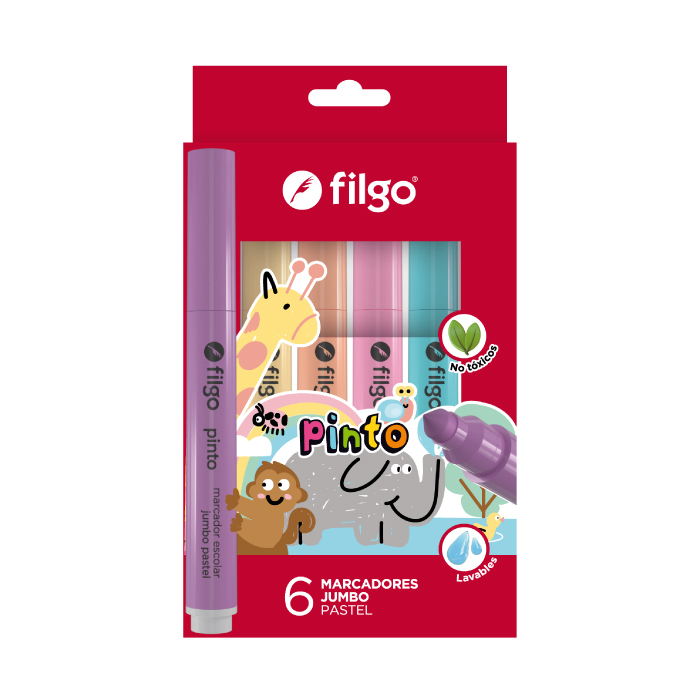 filgo®
filgo
filgo
filgo
filgo
No tóxicos
filgo
pinto
marcador escolar
jumbo pastel
pinto
Lavables
6 MARCADORES
JUMBO
PASTEL